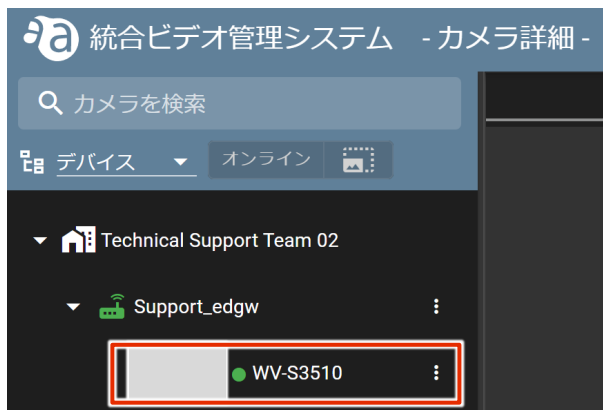 統合ビデオ管理システム - カメラ詳細 -
カメラを検索
デバイス オンライン
Technical Support Team 02
Support_edgw
WV-S3510